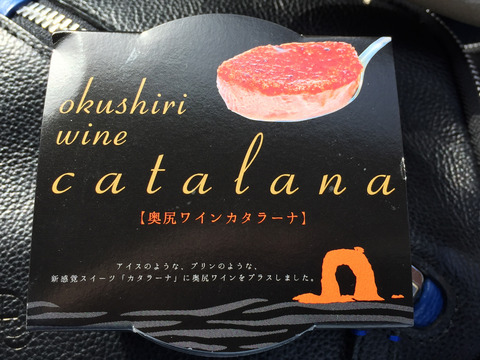 okushiri
wine
catalana
【奥尻ワインカタラーナ】
アイスのような、プリンのような、
新感覚スイーツ「カタラーナ」に奥尻ワインをプラスしました。